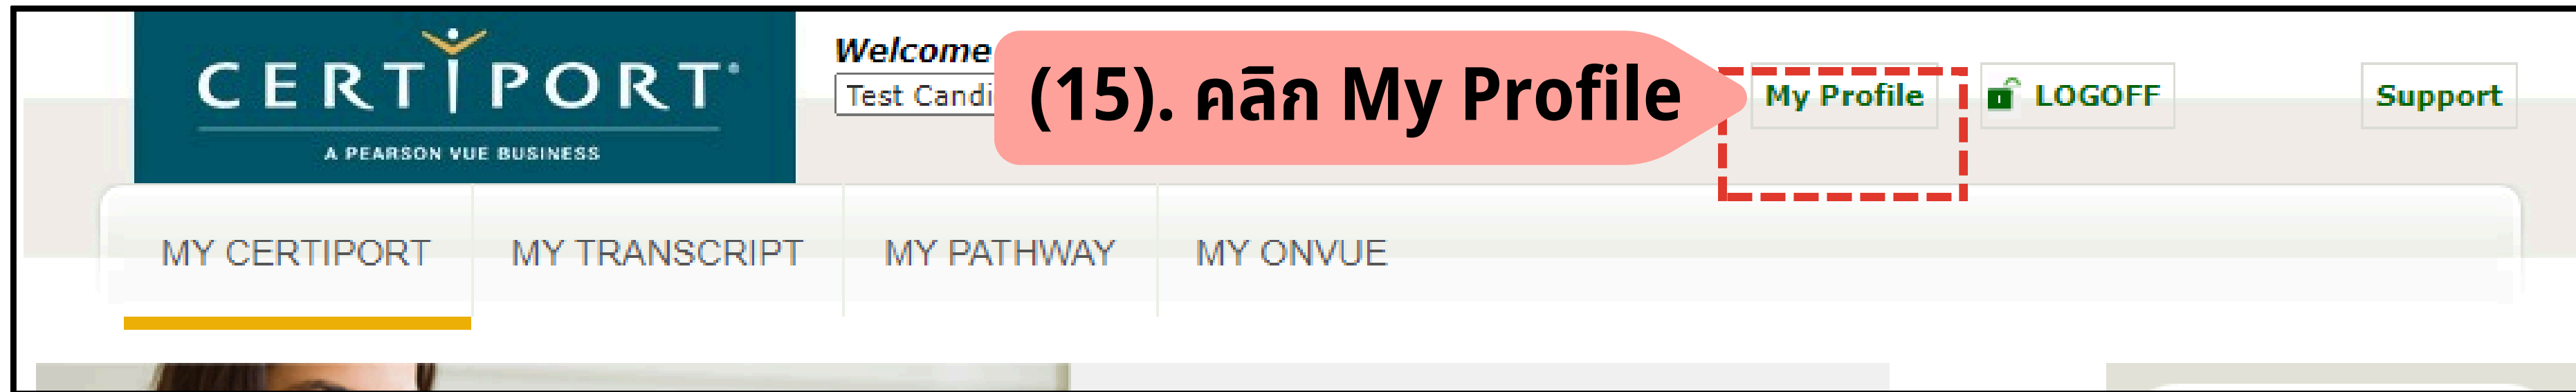 CERTIPORT®
A PEARSON VUE BUSINESS
Welcome
Test Candi
(15). คลิก My Profile
My Profile
LOGOFF
Support
MY CERTIPORT
MY TRANSCRIPT
MY PATHWAY
MY ONVUE